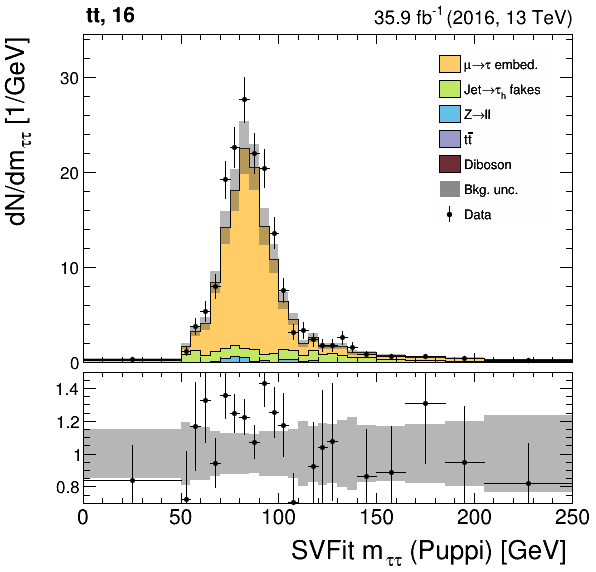 tt, 16
35.9 fb⁻¹ (2016, 13 TeV)
dN/dm_ττ [1/GeV]
30
20
10
0
μ→τ embed.
Jet→τ_h fakes
Z→ll
tt̄
Diboson
Bkg. unc.
Data
1.4
1.2
1
0.8
0 50 100 150 200 250
SVFit m_ττ (Puppi) [GeV]